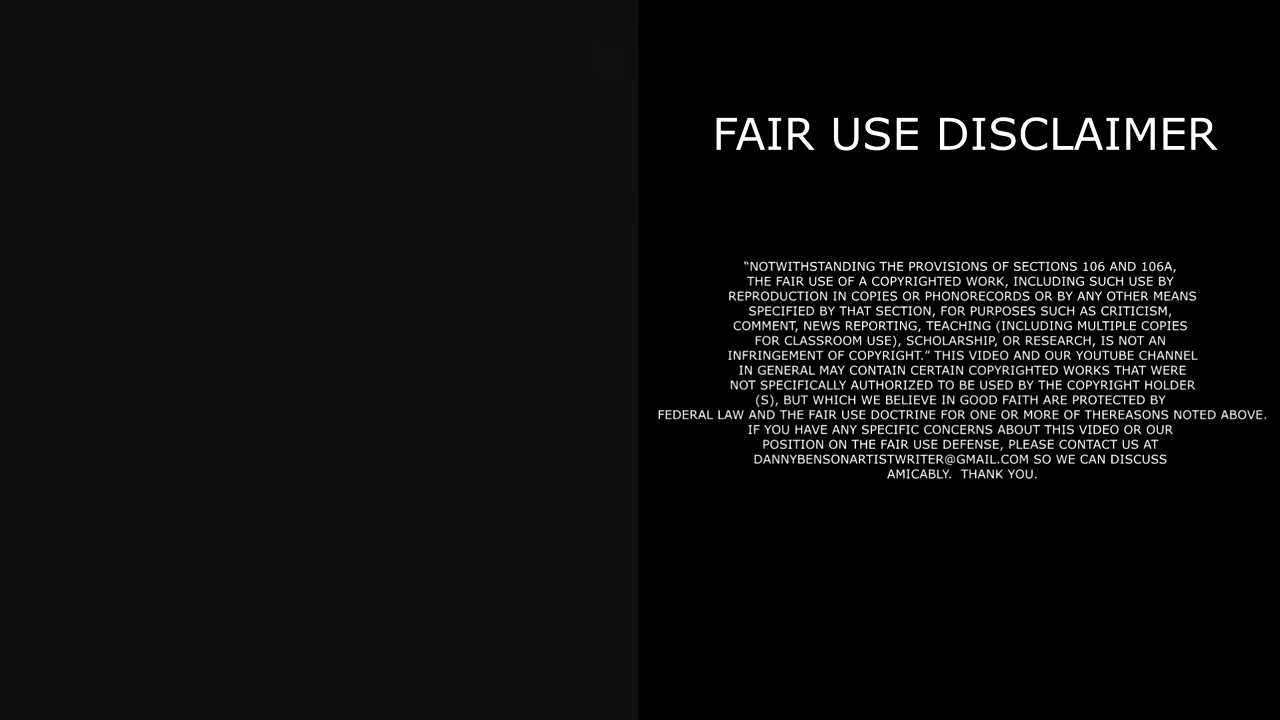 FAIR USE DISCLAIMER
“NOTWITHSTANDING THE PROVISIONS OF SECTIONS 106 AND 106A,
THE FAIR USE OF A COPYRIGHTED WORK, INCLUDING SUCH USE BY
REPRODUCTION IN COPIES OR PHONORECORDS OR BY ANY OTHER MEANS
SPECIFIED BY THAT SECTION, FOR PURPOSES SUCH AS CRITICISM,
COMMENT, NEWS REPORTING, TEACHING (INCLUDING MULTIPLE COPIES
FOR CLASSROOM USE), SCHOLARSHIP, OR RESEARCH, IS NOT AN
INFRINGEMENT OF COPYRIGHT.” THIS VIDEO AND OUR YOUTUBE CHANNEL
IN GENERAL MAY CONTAIN CERTAIN COPYRIGHTED WORKS THAT WERE
NOT SPECIFICALLY AUTHORIZED TO BE USED BY THE COPYRIGHT HOLDER
(S), BUT WHICH WE BELIEVE IN GOOD FAITH ARE PROTECTED BY
FEDERAL LAW AND THE FAIR USE DOCTRINE FOR ONE OR MORE OF THEREASONS NOTED ABOVE.
IF YOU HAVE ANY SPECIFIC CONCERNS ABOUT THIS VIDEO OR OUR
POSITION ON THE FAIR USE DEFENSE, PLEASE CONTACT US AT
DANNYBENSONARTISTWRITER@GMAIL.COM SO WE CAN DISCUSS
AMICABLY.  THANK YOU.